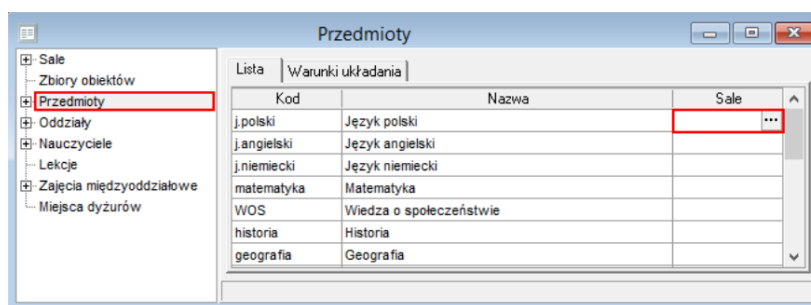 Przedmioty
Sale
Zbiory obiektów
Przedmioty
Oddziały
Nauczyciele
Lekcje
Zajęcia międzyoddziałowe
Miejsca dyżurów
Lista Warunki układania
Kod Nazwa Sale
j.polski Język polski ...
j.angielski Język angielski
j.niemiecki Język niemiecki
matematyka Matematyka
WOS Wiedza o społeczeństwie
historia Historia
geografia Geografia